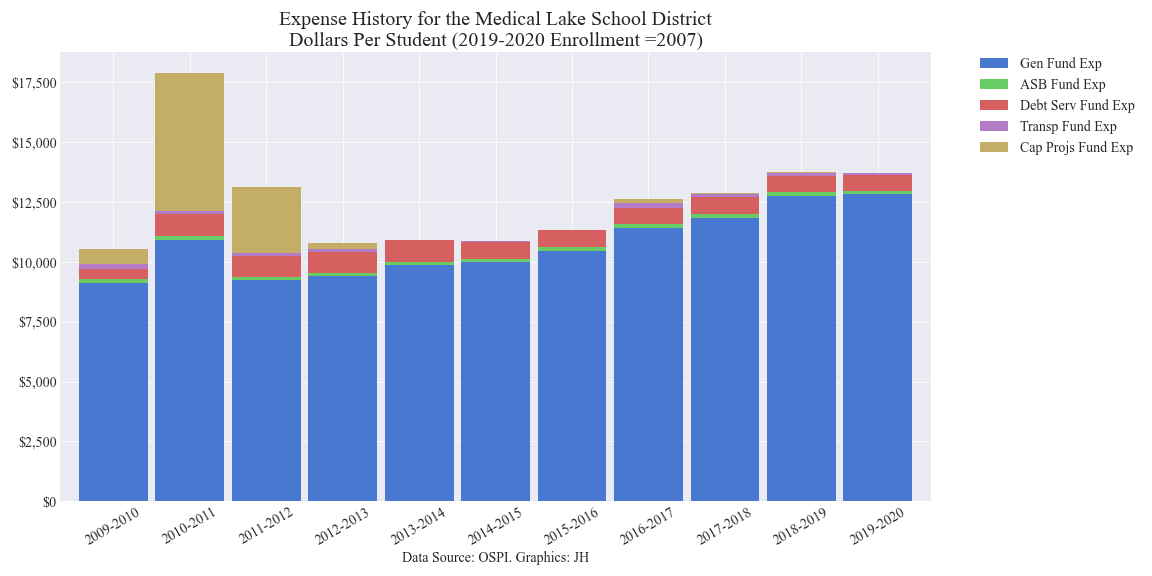 Expense History for the Medical Lake School District
Dollars Per Student (2019-2020 Enrollment =2007)
Gen Fund Exp
ASB Fund Exp
Debt Serv Fund Exp
Transp Fund Exp
Cap Projs Fund Exp
$17,500
$15,000
$12,500
$10,000
$7,500
$5,000
$2,500
$0
2009-2010
2010-2011
2011-2012
2012-2013
2013-2014
2014-2015
2015-2016
2016-2017
2017-2018
2018-2019
2019-2020
Data Source: OSPI. Graphics: JH